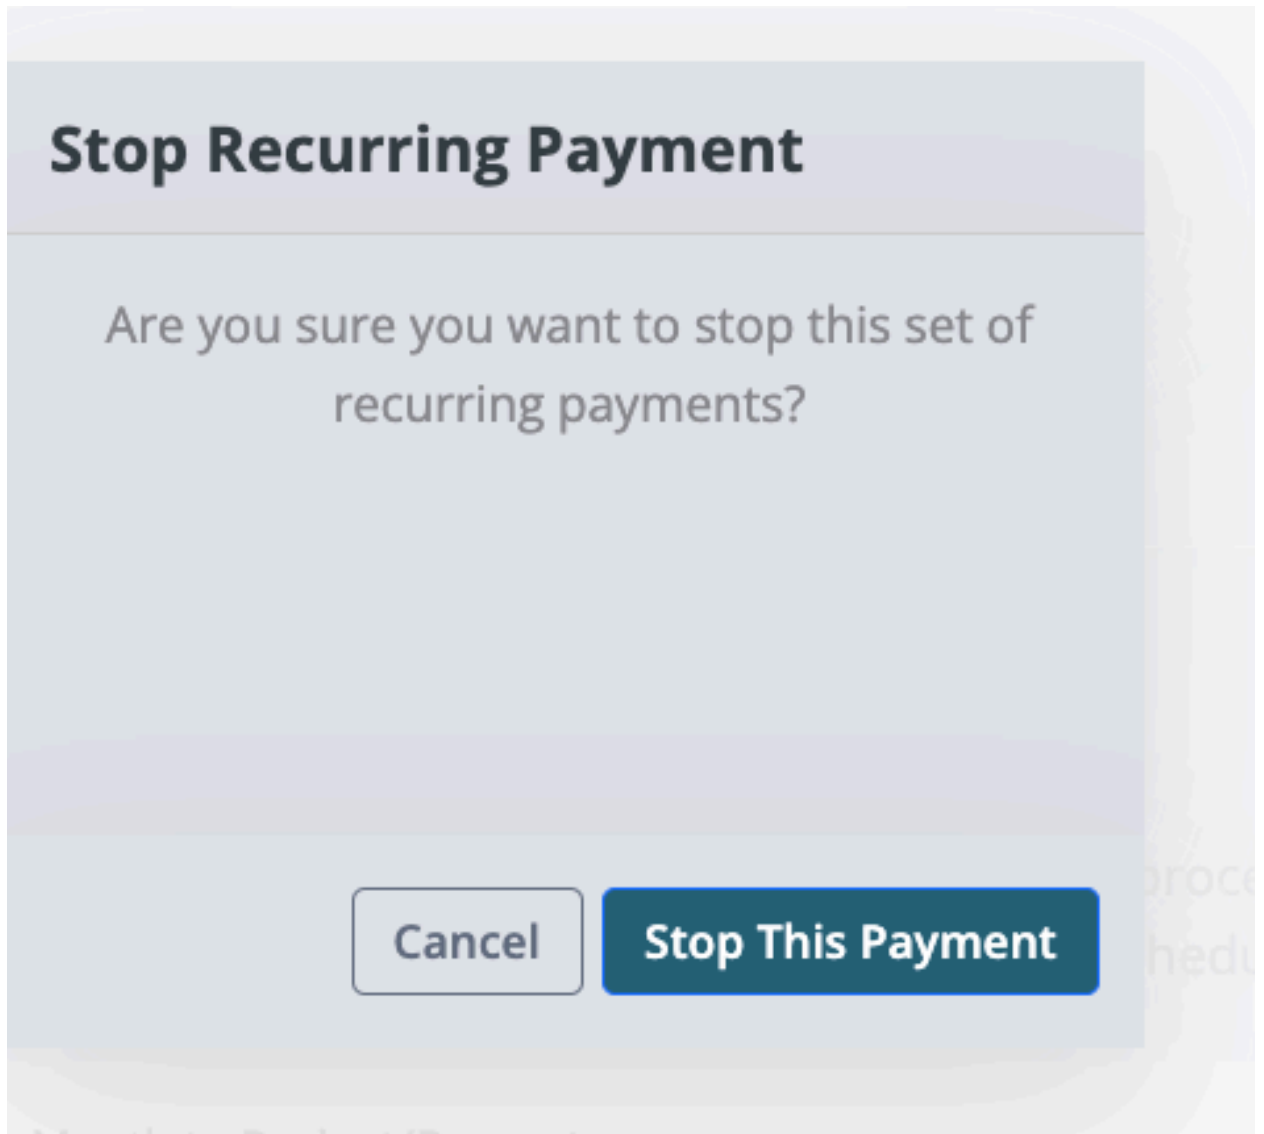 Stop Recurring Payment
Are you sure you want to stop this set of
recurring payments?
Cancel
Stop This Payment